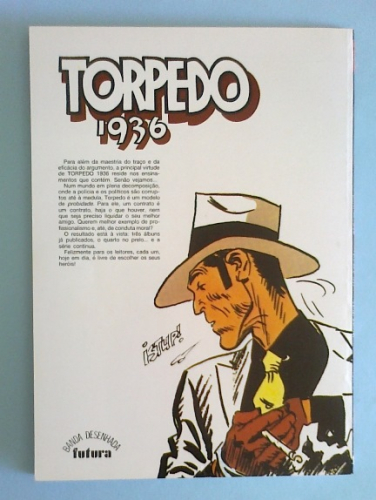 TORPEDO
1936
Para além da maestria do traço e da
eficácia do argumento, a principal virtude
de TORPEDO 1936 reside nos ensina-
mentos que contém. Senão vejamos...
Num mundo em plena decomposição,
onde a polícia e os políticos são corrup-
tos até à medula, Torpedo é um modelo
de probidade. Para ele, um contrato é
um contrato, haja o que houver, nem
que seja preciso liquidar o seu melhor
amigo. Querem melhor exemplo de pro-
fissionalismo e, até, de conduta moral?
O resultado está à vista: três álbuns
já publicados, o quarto no prelo... e a
série continua.
Felizmente para os leitores, cada um,
hoje em dia, é livre de escolher os seus
heróis!
BANDA DESENHADA
futura